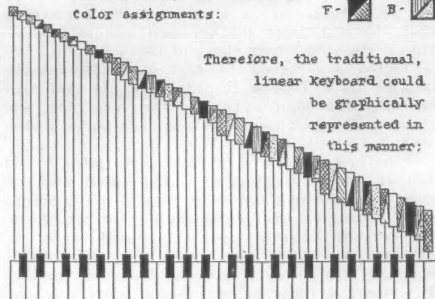 color assignments:
F-
B-
Therefore, the traditional,
linear keyboard could
be graphically
represented in
this manner: